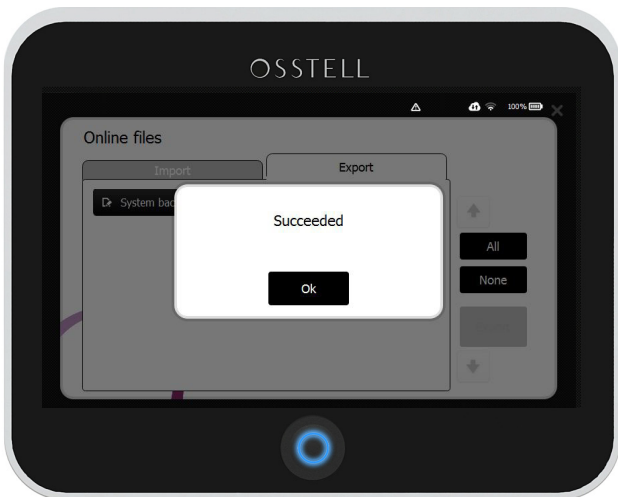 OSSTELL
100%
Online files
Import
Export
System bac
Succeeded
All
Ok
None